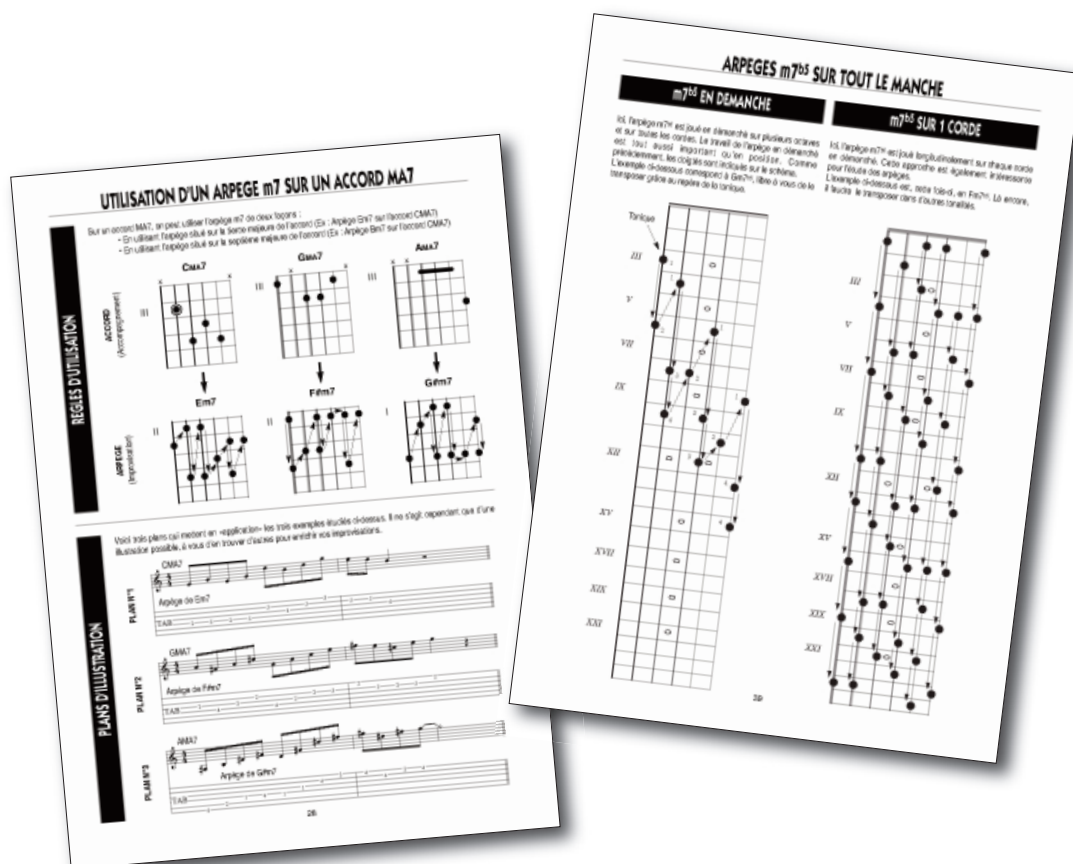 UTILISATION D'UN ARPEGE m7 SUR UN ACCORD MA7
REGLES D'UTILISATION
Sur un accord MA7, on peut utiliser l'arpège m7 de deux façons :
- En utilisant l'arpège situé sur la tierce majeure de l'accord (Ex : Arpège Em7 sur l'accord CMA7)
- En utilisant l'arpège situé sur la septième majeure de l'accord (Ex : Arpège Bm7 sur l'accord CMA7)
CMA7 GMA7 AMA7
ACCORD
(Accompagnement)
III III III
Em7 F#m7 G#m7
ARPEGE
(Improvisation)
II II I
PLANS D'ILLUSTRATION
Voici trois plans qui mettent en «application» les trois exemples étudiés ci-dessus. Il ne s'agit cependant que d'une
illustration possible, à vous d'en trouver d'autres pour enrichir vos improvisations.
PLAN N°1
CMA7
Arpège de Em7
TAB
PLAN N°2
GMA7
Arpège de F#m7
TAB
PLAN N°3
AMA7
Arpège de G#m7
TAB
26
ARPEGES m7b5 SUR TOUT LE MANCHE
m7b5 EN DEMANCHE
Ici, l'arpège m7b5 est joué en démanché sur plusieurs octaves
et sur toutes les cordes. Le travail de l'arpège en démanché
est tout aussi important qu'en position. Comme
précédemment, les doigtés sont indiqués sur le schéma.
L'exemple ci-dessous correspond à Gm7b5, libre à vous de le
transposer grâce au repère de la tonique.
Tonique
III
V
VII
IX
XII
XV
XVII
XIX
XXI
m7b5 SUR 1 CORDE
Ici, l'arpège m7b5 est joué longitudinalement sur chaque corde
en démanché. Cette approche est également intéressante
pour l'étude des arpèges.
L'exemple ci-dessous est, cette fois-ci, en Fm7b5. Là encore,
il faudra le transposer dans d'autres tonalités.
III
V
VII
IX
XII
XV
XVII
XIX
XXI
39